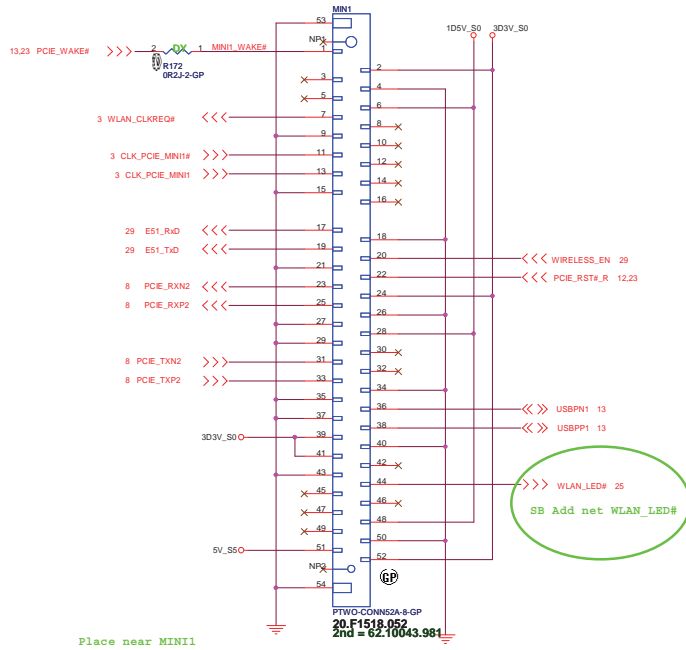 MIN1
53
1D5V_S0 3D3V_S0
NP1
13,23 PCIE_WAKE# 2 DY 1 MINI1_WAKE# 1
R172
0R2J-2-GP
2
3
4
5
6
3 WLAN_CLKREQ# 7
8
9
10
3 CLK_PCIE_MINI1# 11
12
3 CLK_PCIE_MINI1 13
14
15
16
29 E51_RxD 17
18
29 E51_TxD 19
20 WIRELESS_EN 29
21
22 PCIE_RST#_R 12,23
8 PCIE_RXN2 23
24
8 PCIE_RXP2 25
26
27
28
29
30
8 PCIE_TXN2 31
32
8 PCIE_TXP2 33
34
35
36 USBPN1 13
37
38 USBPP1 13
3D3V_S0 39
40
41
42
43
44 WLAN_LED# 25
45
46
SB Add net WLAN_LED#
47
48
49
50
5V_S5 51
52
NP2
GP
54
PTWO-CONN52A-8-GP
20.F1518.052
2nd = 62.10043.981
Place near MINI1